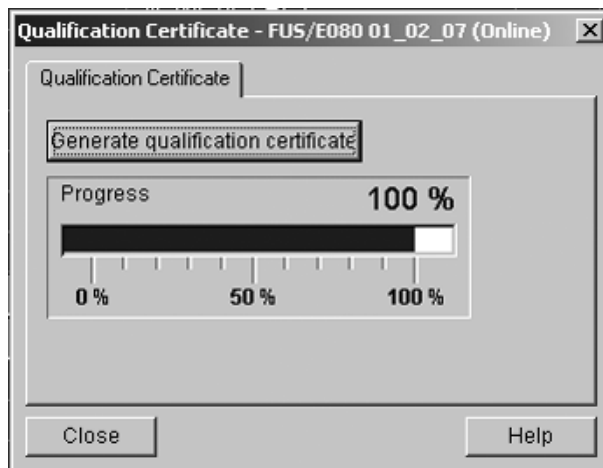 Qualification Certificate - FUS/E080 01_02_07 (Online)
Qualification Certificate
Generate qualification certificate
Progress 100 %
0 % 50 % 100 %
Close Help